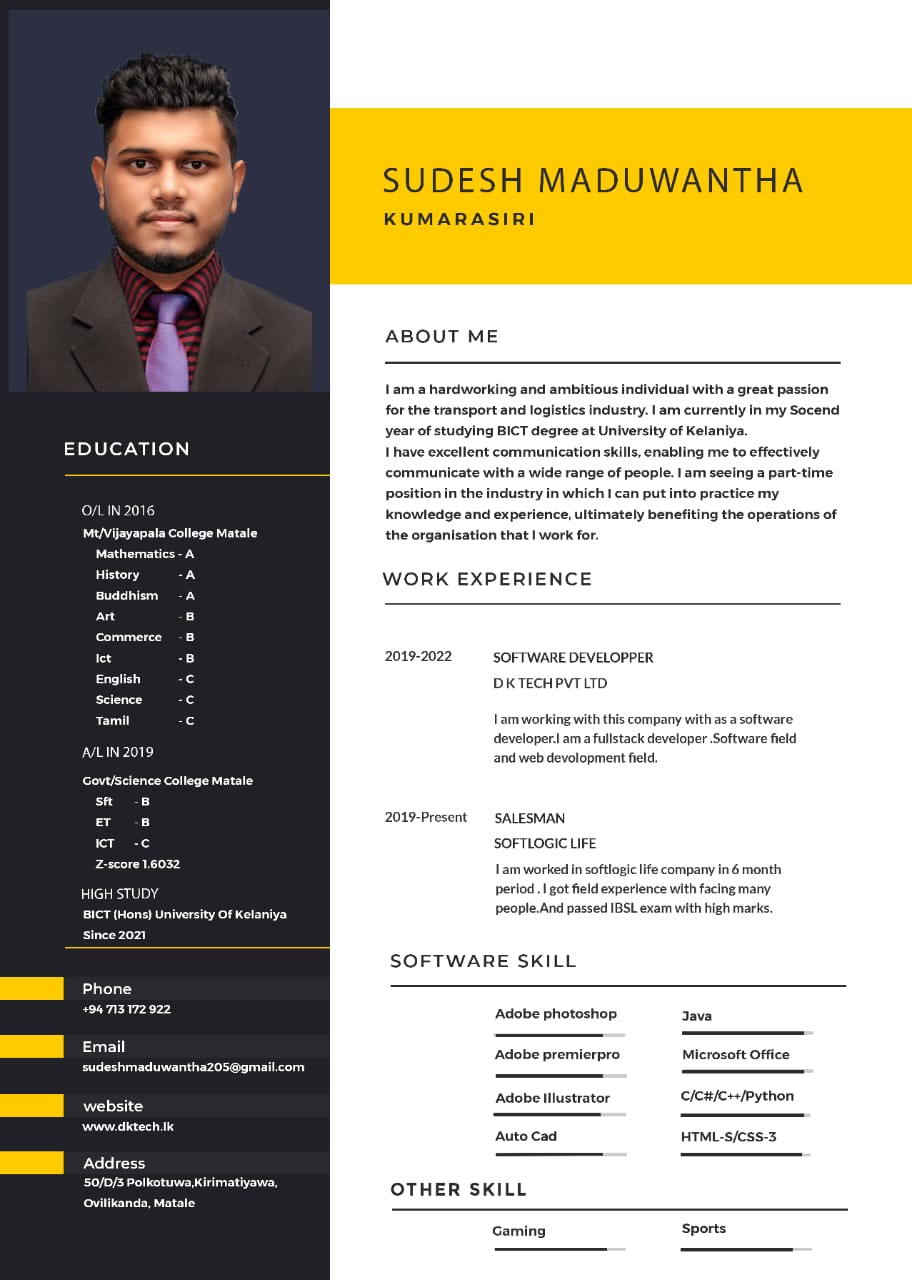 SUDESH MADUWANTHA
KUMARASIRI
ABOUT ME
I am a hardworking and ambitious individual with a great passion
for the transport and logistics industry. I am currently in my Socend
year of studying BICT degree at University of Kelaniya.
I have excellent communication skills, enabling me to effectively
communicate with a wide range of people. I am seeing a part-time
position in the industry in which I can put into practice my
knowledge and experience, ultimately benefiting the operations of
the organisation that I work for.
WORK EXPERIENCE
2019-2022 SOFTWARE DEVELOPPER
D K TECH PVT LTD
I am working with this company with as a software
developer.I am a fullstack developer .Software field
and web devolopment field.
2019-Present SALESMAN
SOFTLOGIC LIFE
I am worked in softlogic life company in 6 month
period . I got field experience with facing many
people.And passed IBSL exam with high marks.
SOFTWARE SKILL
Adobe photoshop Java
Adobe premierpro Microsoft Office
Adobe Illustrator C/C#/C++/Python
Auto Cad HTML-S/CSS-3
OTHER SKILL
Gaming Sports
EDUCATION
O/L IN 2016
Mt/Vijayapala College Matale
Mathematics - A
History - A
Buddhism - A
Art - B
Commerce - B
Ict - B
English - C
Science - C
Tamil - C
A/L IN 2019
Govt/Science College Matale
Sft - B
ET - B
ICT - C
Z-score 1.6032
HIGH STUDY
BICT (Hons) University Of Kelaniya
Since 2021
Phone
+94 713 172 922
Email
sudeshmaduwantha205@gmail.com
website
www.dktech.lk
Address
50/D/3 Polkotuwa,Kirimatiyawa,
Ovilikanda, Matale